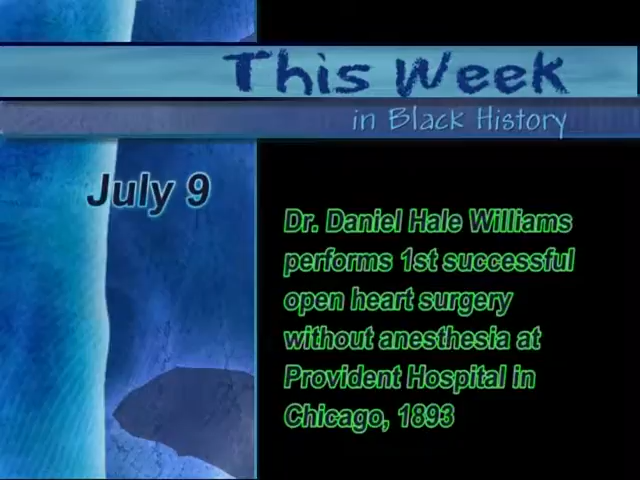 This Week
in Black History
July 9
Dr. Daniel Hale Williams
performs 1st successful
open heart surgery
without anesthesia at
Provident Hospital in
Chicago, 1893